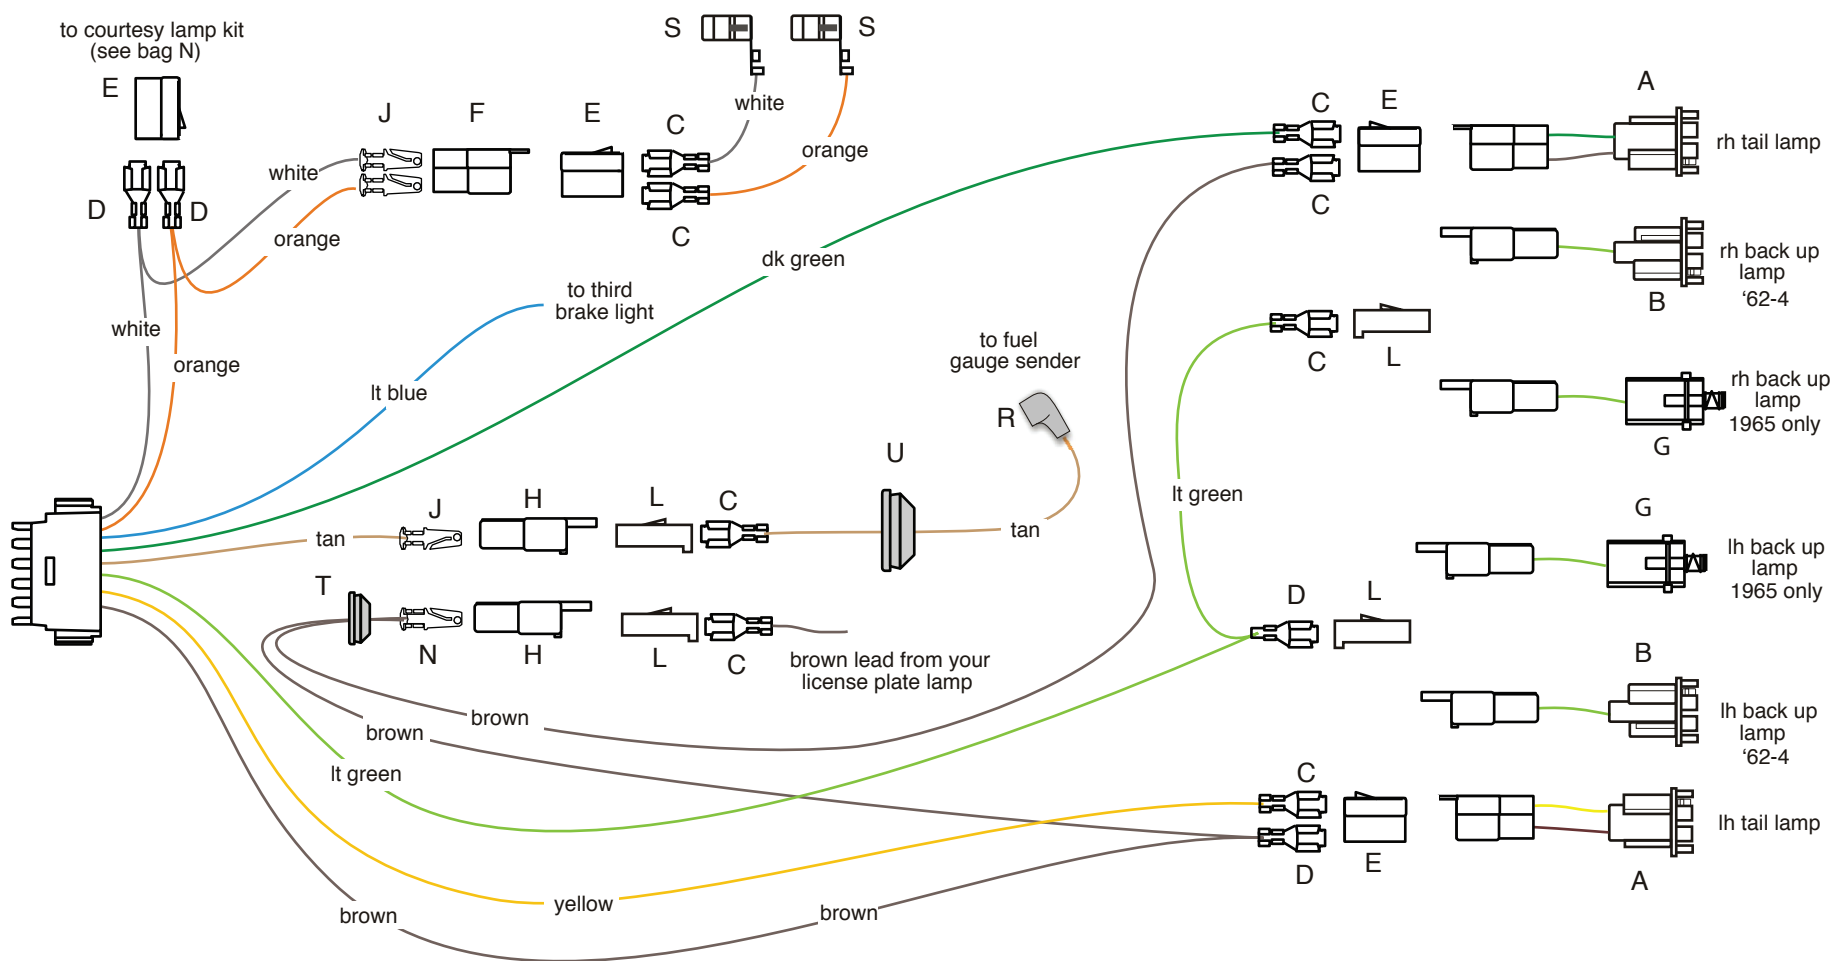 to courtesy lamp kit
(see bag N)
E
D
D
white
orange
white
orange
J
F
E
C
C
S
S
white
orange
dk green
to third
brake light
lt blue
to fuel
gauge sender
R
U
tan
J
H
L
C
tan
T
N
H
L
C
brown lead from your
license plate lamp
brown
brown
lt green
yellow
brown
brown
lt green
C
C
E
A
rh tail lamp
rh back up
lamp
‘62-4
B
C
L
rh back up
lamp
1965 only
G
G
lh back up
lamp
1965 only
D
L
B
lh back up
lamp
‘62-4
C
D
E
A
lh tail lamp